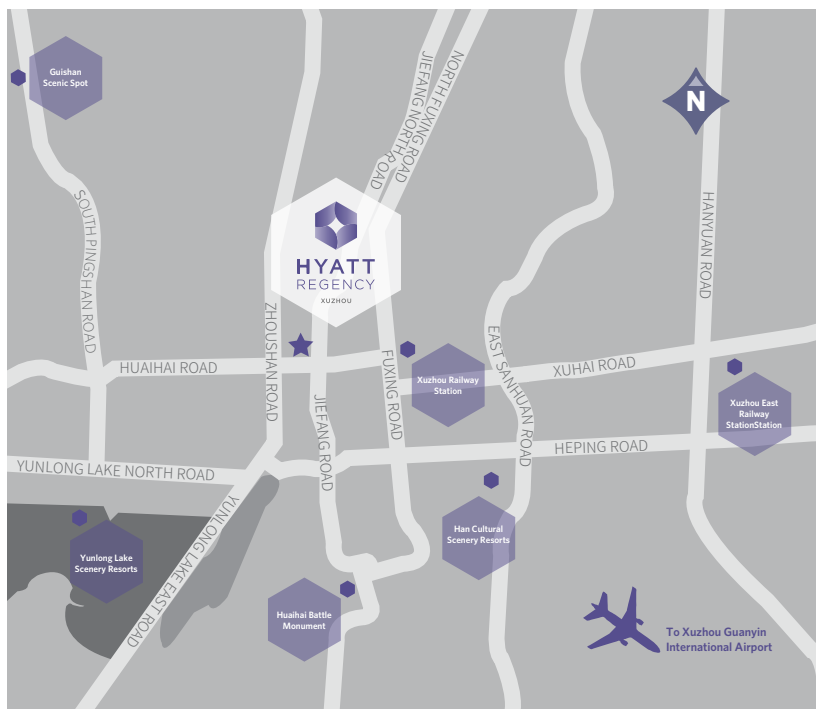 Guishan
Scenic Spot
JIEFANG NORTH ROAD
NORTH FUXING ROAD
N
SOUTH PINGSHAN ROAD
HANYUAN ROAD
HYATT
REGENCY
XUZHOU
ZHOUSHAN ROAD
HUAIHAI ROAD
FUXING ROAD
EAST SANHUAN ROAD
XUHAI ROAD
Xuzhou Railway
Station
JIEFANG ROAD
Xuzhou East
Railway
StationStation
HEPING ROAD
YUNLONG LAKE NORTH ROAD
YUNLONG LAKE EAST ROAD
Han Cultural
Scenery Resorts
Yunlong Lake
Scenery Resorts
Huaihai Battle
Monument
To Xuzhou Guanyin
International Airport